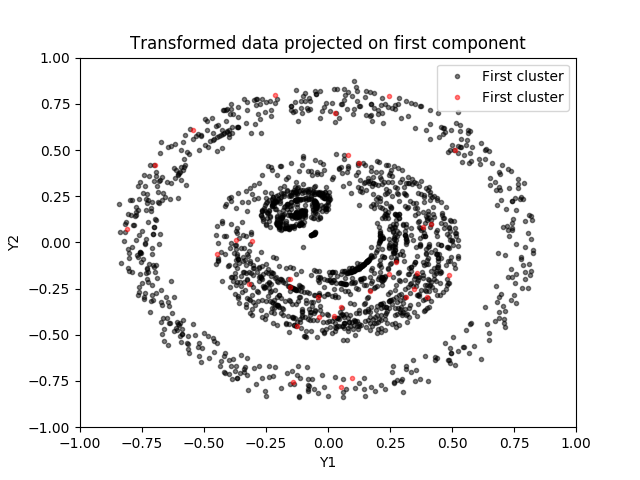 Transformed data projected on first component
First cluster
First cluster
1.00
0.75
0.50
0.25
0.00
−0.25
−0.50
−0.75
−1.00
Y2
−1.00 −0.75 −0.50 −0.25 0.00 0.25 0.50 0.75 1.00
Y1